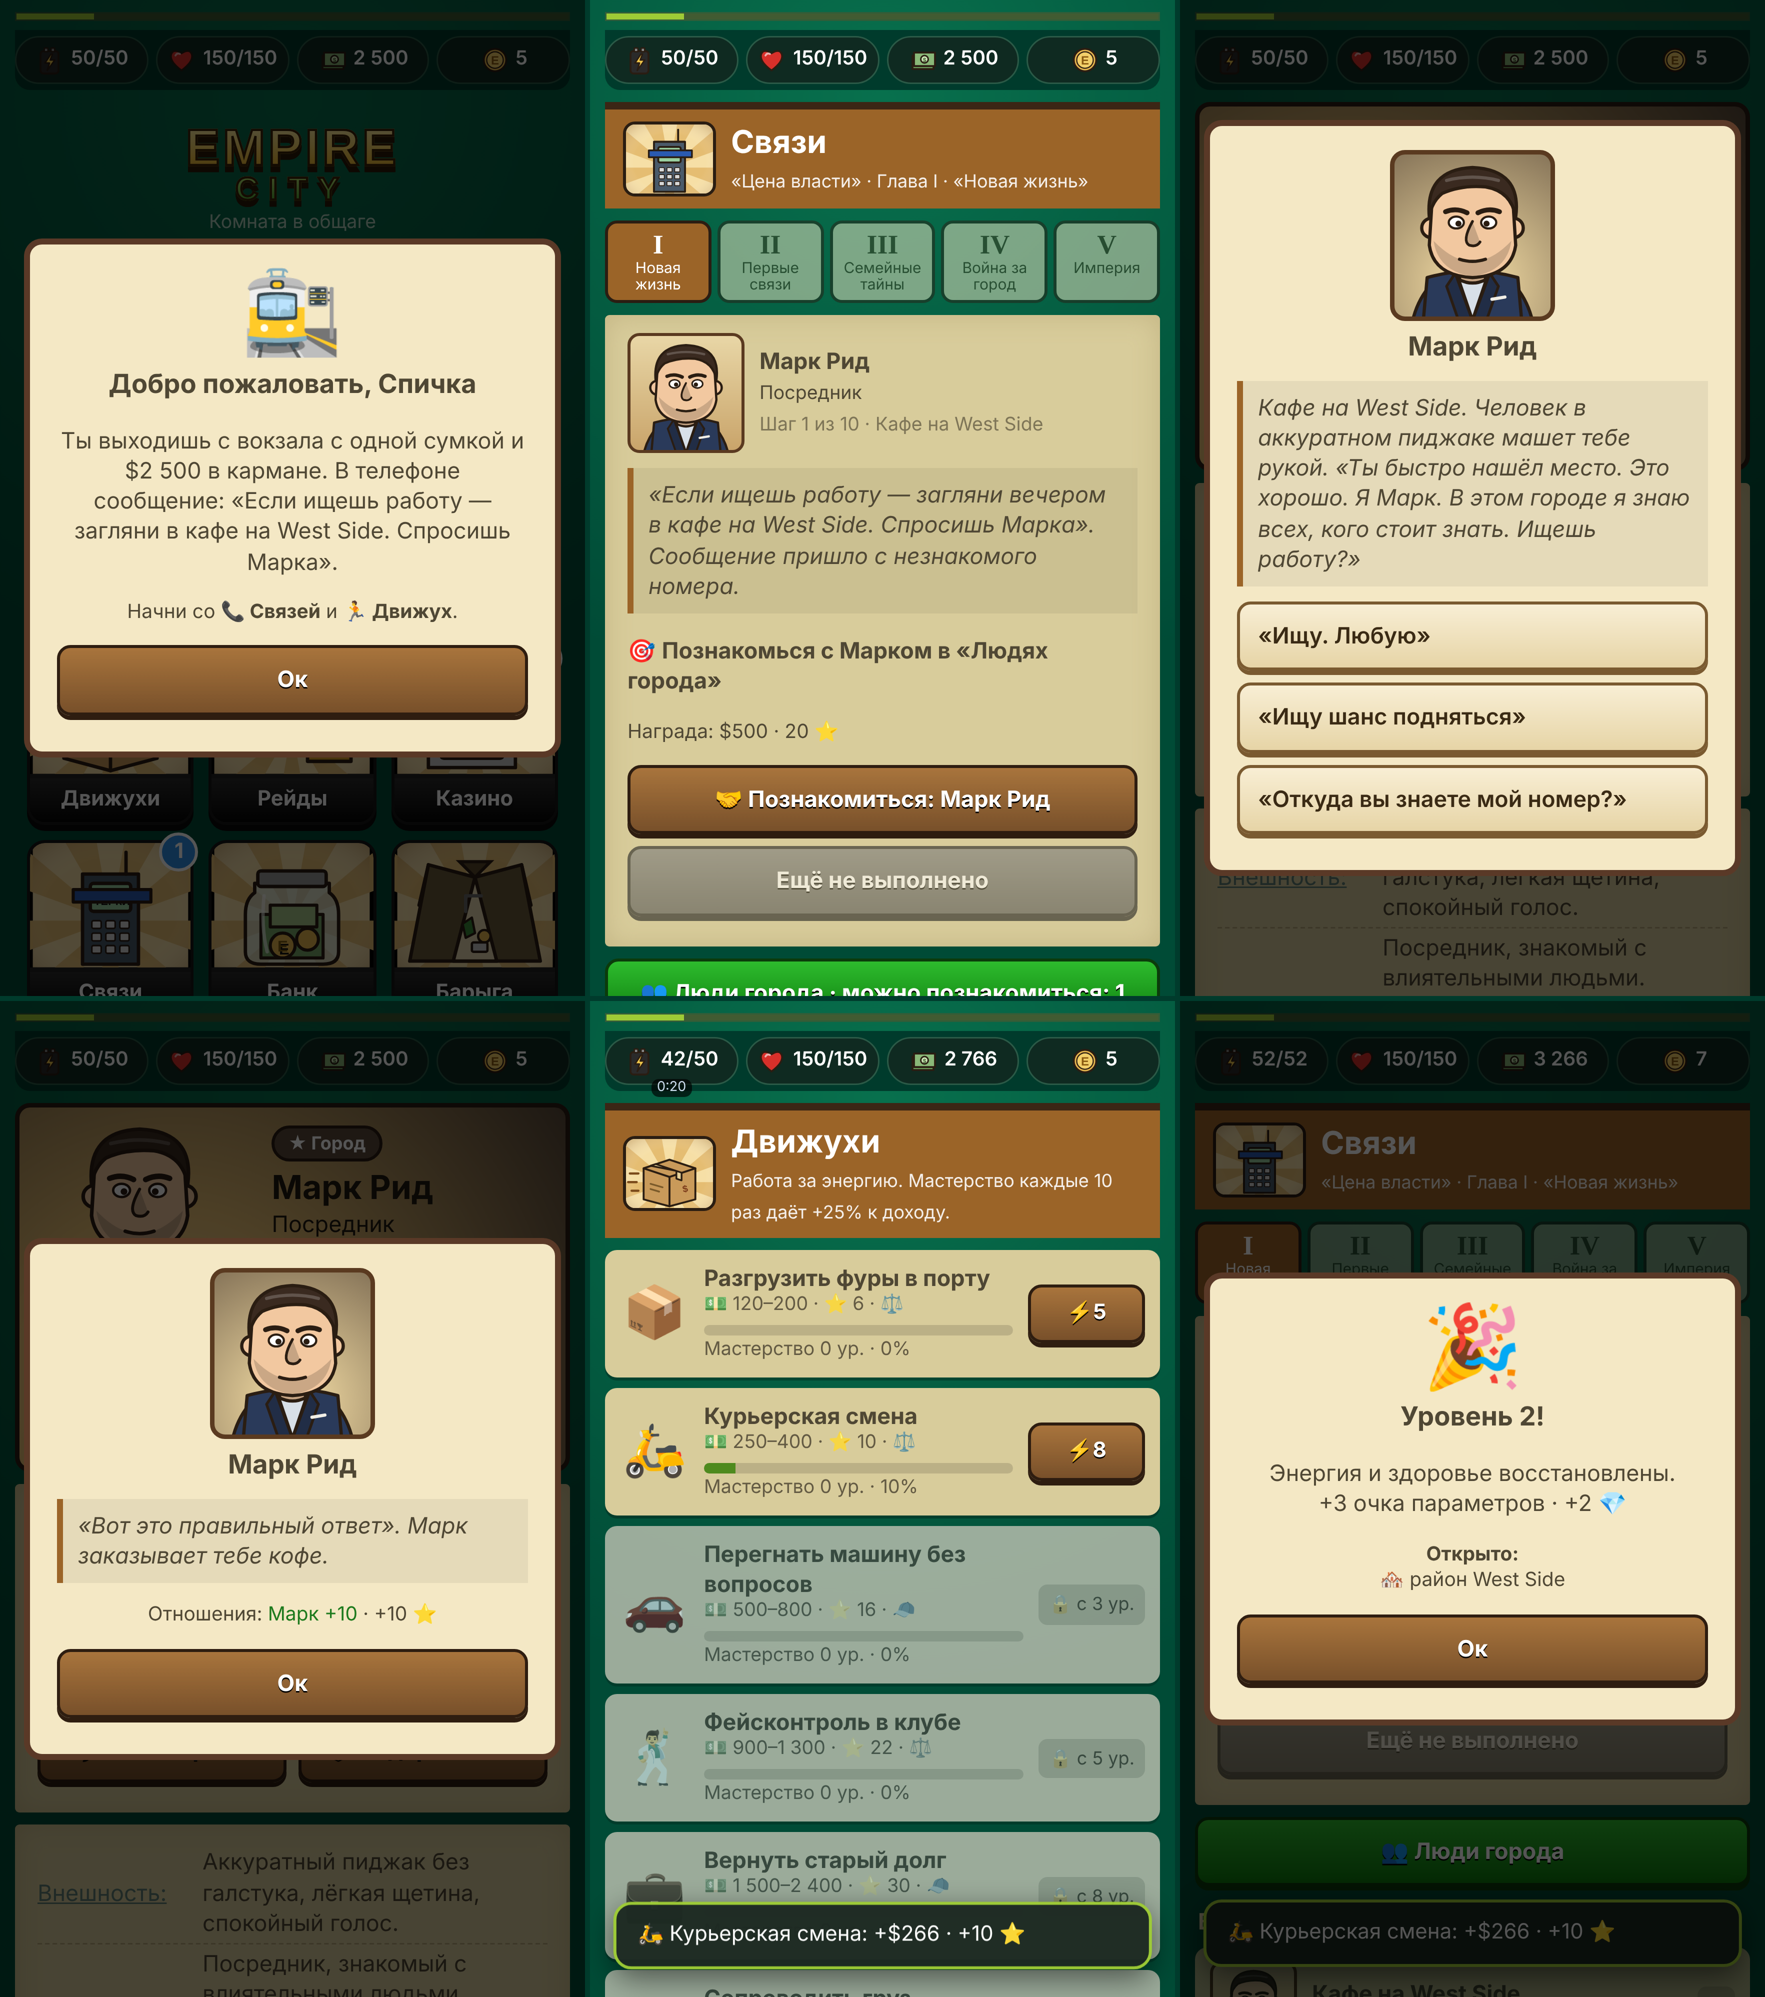 50/50
150/150
2 500
5
EMPIRE
CITY
Комната в общаге
Добро пожаловать, Спичка
Ты выходишь с вокзала с одной сумкой и
$2 500 в кармане. В телефоне
сообщение: «Если ищешь работу —
загляни в кафе на West Side. Спросишь
Марка».
Начни со 📞 Связей и 🏃 Движух.
Ок
Движухи
Рейды
Казино
1
Связи
Банк
Барыга
50/50
150/150
2 500
5
Связи
«Цена власти» · Глава I · «Новая жизнь»
I
Новая
жизнь
II
Первые
связи
III
Семейные
тайны
IV
Война за
город
V
Империя
Марк Рид
Посредник
Шаг 1 из 10 · Кафе на West Side
«Если ищешь работу — загляни вечером
в кафе на West Side. Спросишь Марка».
Сообщение пришло с незнакомого
номера.
🎯 Познакомься с Марком в «Людях
города»
Награда: $500 · 20 ⭐
🤝 Познакомиться: Марк Рид
Ещё не выполнено
👥 Люди города · можно познакомиться: 1
50/50
150/150
2 500
5
Марк Рид
Кафе на West Side. Человек в
аккуратном пиджаке машет тебе
рукой. «Ты быстро нашёл место. Это
хорошо. Я Марк. В этом городе я знаю
всех, кого стоит знать. Ищешь
работу?»
«Ищу. Любую»
«Ищу шанс подняться»
«Откуда вы знаете мой номер?»
Внешность:
галстука, лёгкая щетина,
спокойный голос.
Посредник, знакомый с
влиятельными людьми.
50/50
150/150
2 500
5
★ Город
Марк Рид
Посредник
Марк Рид
«Вот это правильный ответ». Марк
заказывает тебе кофе.
Отношения: Марк +10 · +10 ⭐
Ок
Внешность:
Аккуратный пиджак без
галстука, лёгкая щетина,
спокойный голос.
Посредник, знакомый с
влиятельными людьми.
42/50
0:20
150/150
2 766
5
Движухи
Работа за энергию. Мастерство каждые 10
раз даёт +25% к доходу.
Разгрузить фуры в порту
💵 120–200 · ⭐ 6 · ⚖️
Мастерство 0 ур. · 0%
⚡5
Курьерская смена
💵 250–400 · ⭐ 10 · ⚖️
Мастерство 0 ур. · 10%
⚡8
Перегнать машину без
вопросов
💵 500–800 · ⭐ 16 · 🧢
Мастерство 0 ур. · 0%
🔒 с 3 ур.
Фейсконтроль в клубе
💵 900–1 300 · ⭐ 22 · ⚖️
Мастерство 0 ур. · 0%
🔒 с 5 ур.
Вернуть старый долг
💵 1 500–2 400 · ⭐ 30 · 🧢
🔒 с 8 ур.
🛵 Курьерская смена: +$266 · +10 ⭐
Сопроводить груз
52/52
150/150
3 266
7
Связи
«Цена власти» · Глава I · «Новая жизнь»
I
Новая
II
Первые
III
Семейные
IV
Война за
V
Империя
Уровень 2!
Энергия и здоровье восстановлены.
+3 очка параметров · +2 💎
Открыто:
🏘️ район West Side
Ок
Ещё не выполнено
👥 Люди города
🛵 Курьерская смена: +$266 · +10 ⭐
Кафе на West Side